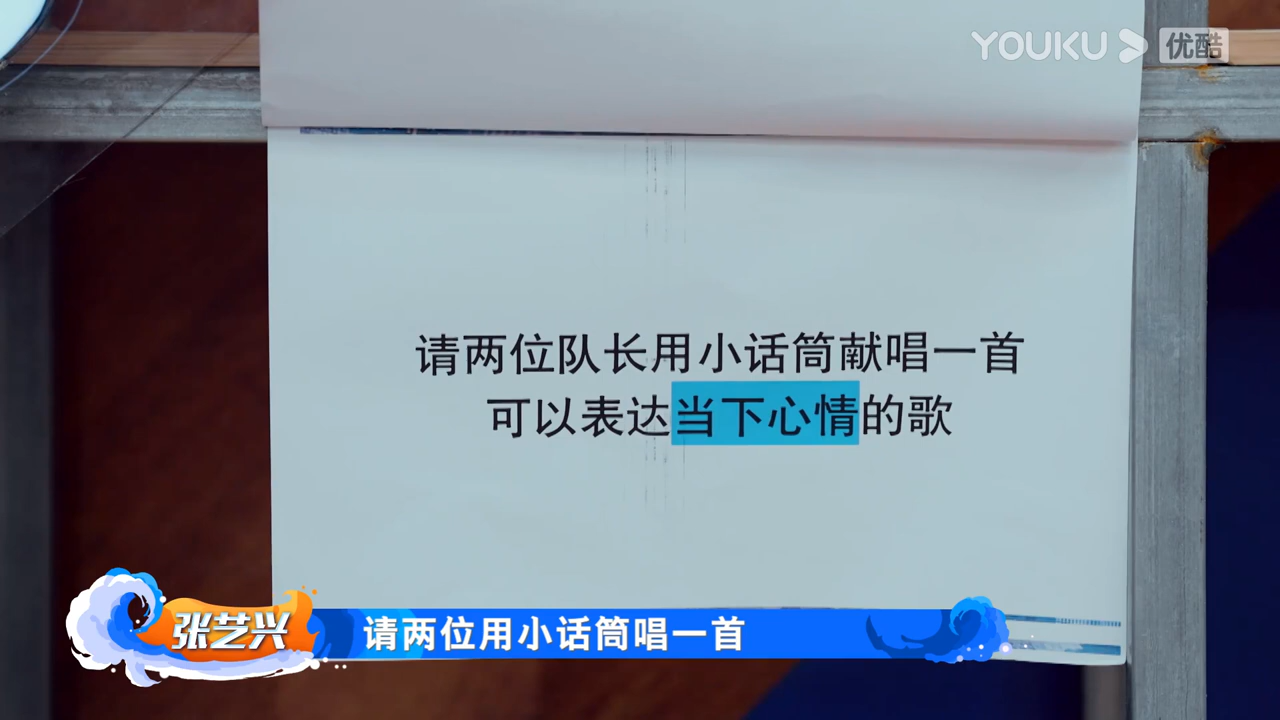 YOUKU 优酷
请两位队长用小话筒献唱一首
可以表达当下心情的歌
张艺兴
请两位用小话筒唱一首